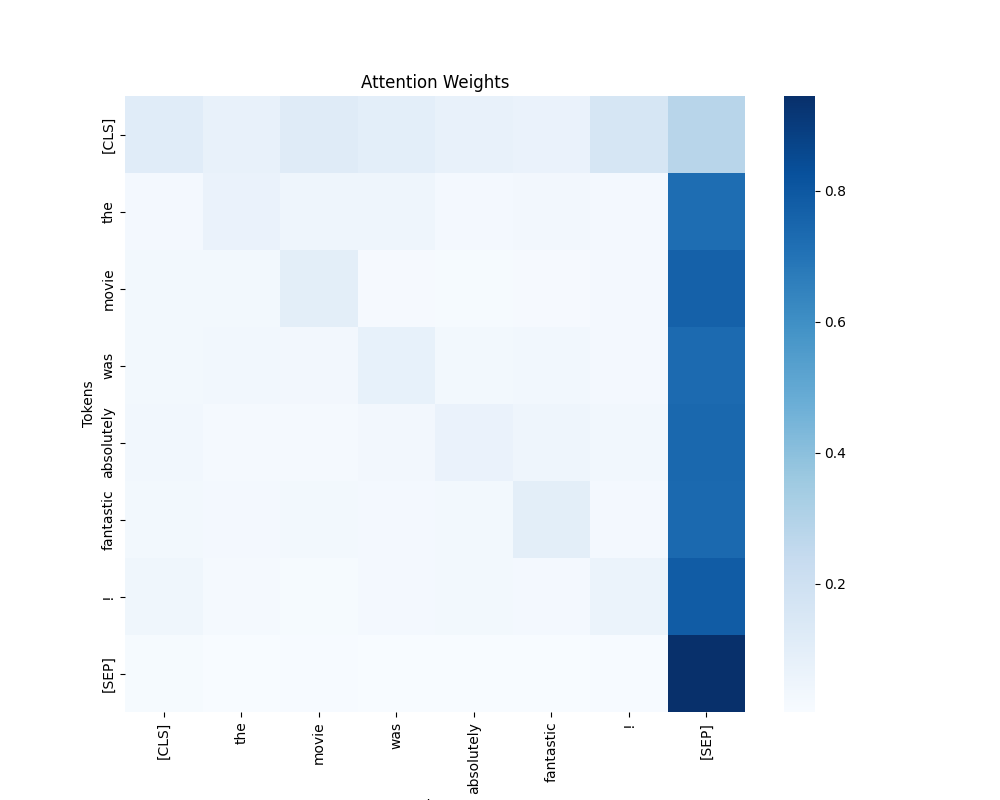 Attention Weights
Tokens
[CLS]
the
movie
was
absolutely
fantastic
!
[SEP]
[CLS]
the
movie
was
absolutely
fantastic
!
[SEP]
0.8
0.6
0.4
0.2